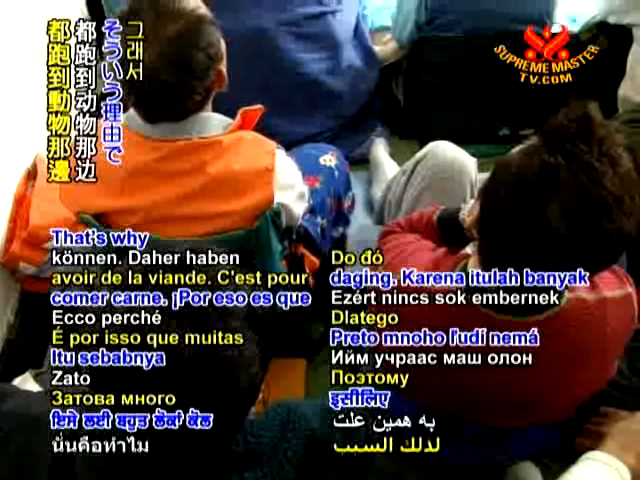 그래서
そういう理由で
都跑到动物那边
都跑到動物那邊
SUPREME MASTER
TV.COM
That's why
können. Daher haben
avoir de la viande. C'est pour
comer carne. ¡Por eso es que
Ecco perché
É por isso que muitas
Itu sebabnya
Zato
Затова много
ਇਸੇ ਲਈ ਬਹੁਤ ਲੋਕਾਂ ਕੋਲ
นั่นคือทำไม
Do đó
daging. Karena itulah banyak
Ezért nincs sok embernek
Dlatego
Preto mnoho ľudí nemá
Ийм учраас маш олон
Поэтому
इसीलिए
به همین علت
لذلك السبب